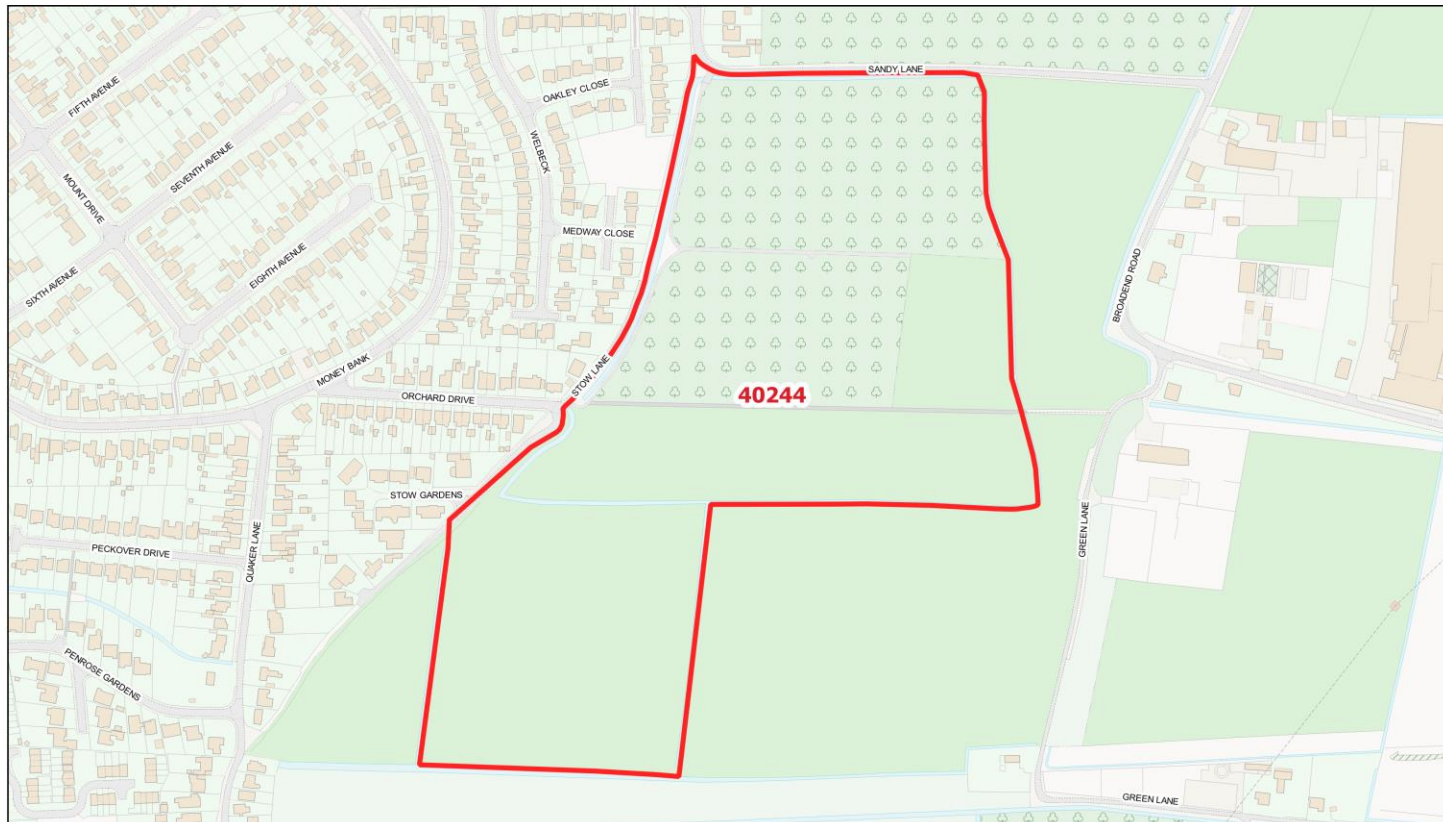 SANDY LANE
FIFTH AVENUE
OAKLEY CLOSE
WELBECK
SEVENTH AVENUE
MOUNT DRIVE
MEDWAY CLOSE
EIGHTH AVENUE
SIXTH AVENUE
BROADEND ROAD
MONEY BANK
STOW LANE
ORCHARD DRIVE
40244
STOW GARDENS
GREEN LANE
PECKOVER DRIVE
QUAKER LANE
PENROSE GARDENS
GREEN LANE